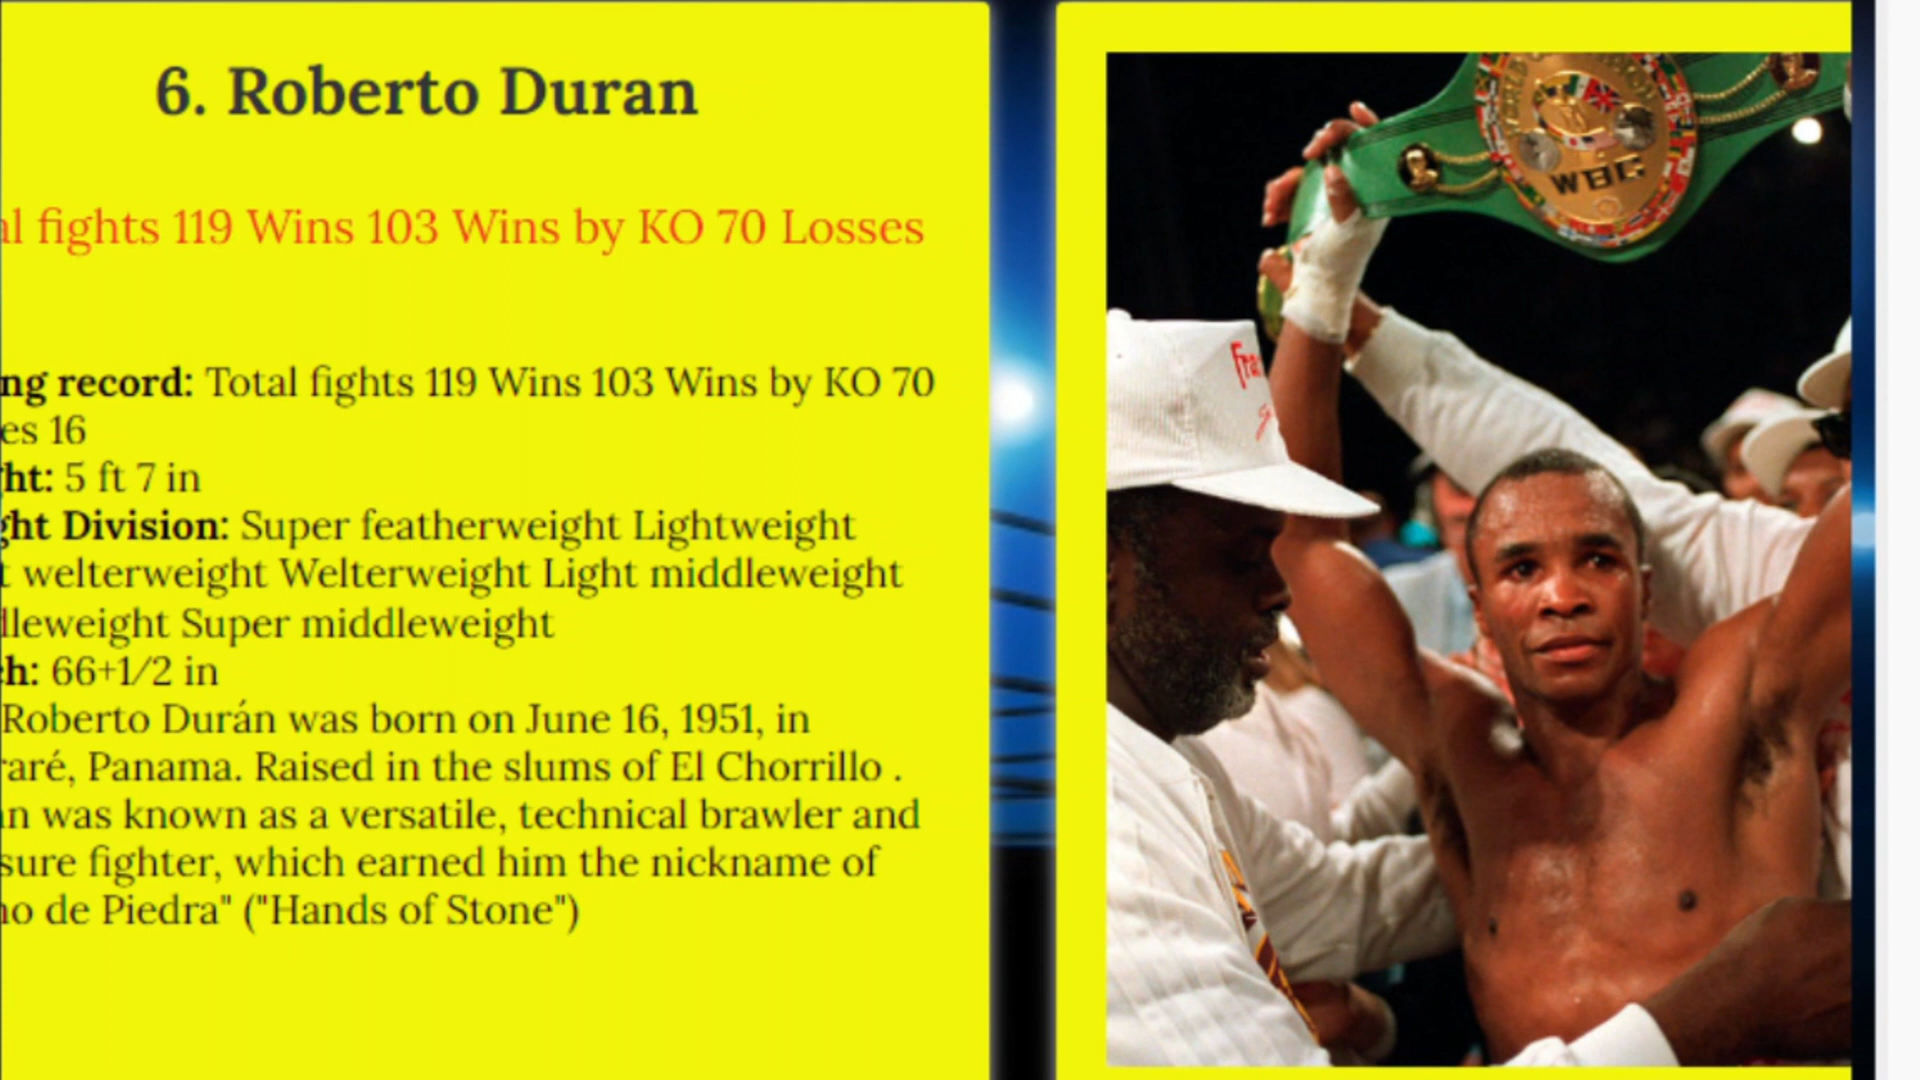 6. Roberto Duran
al fights 119 Wins 103 Wins by KO 70 Losses
ng record: Total fights 119 Wins 103 Wins by KO 70
es 16
ht: 5 ft 7 in
ght Division: Super featherweight Lightweight
t welterweight Welterweight Light middleweight
dleweight Super middleweight
h: 66+1/2 in
Roberto Durán was born on June 16, 1951, in
raré, Panama. Raised in the slums of El Chorrillo .
n was known as a versatile, technical brawler and
sure fighter, which earned him the nickname of
no de Piedra" ("Hands of Stone")
WBC
Fra